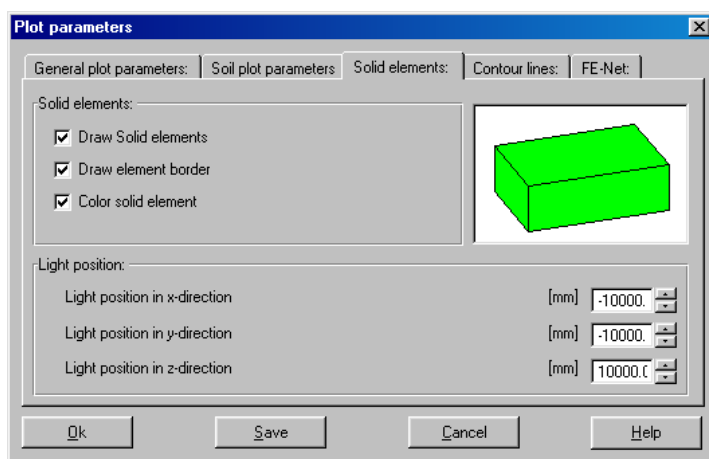 Plot parameters
General plot parameters: Soil plot parameters Solid elements: Contour lines: FE-Net:
Solid elements:
Draw Solid elements
Draw element border
Color solid element
Light position:
Light position in x-direction [mm] -10000.
Light position in y-direction [mm] -10000.
Light position in z-direction [mm] 10000.0
Ok Save Cancel Help